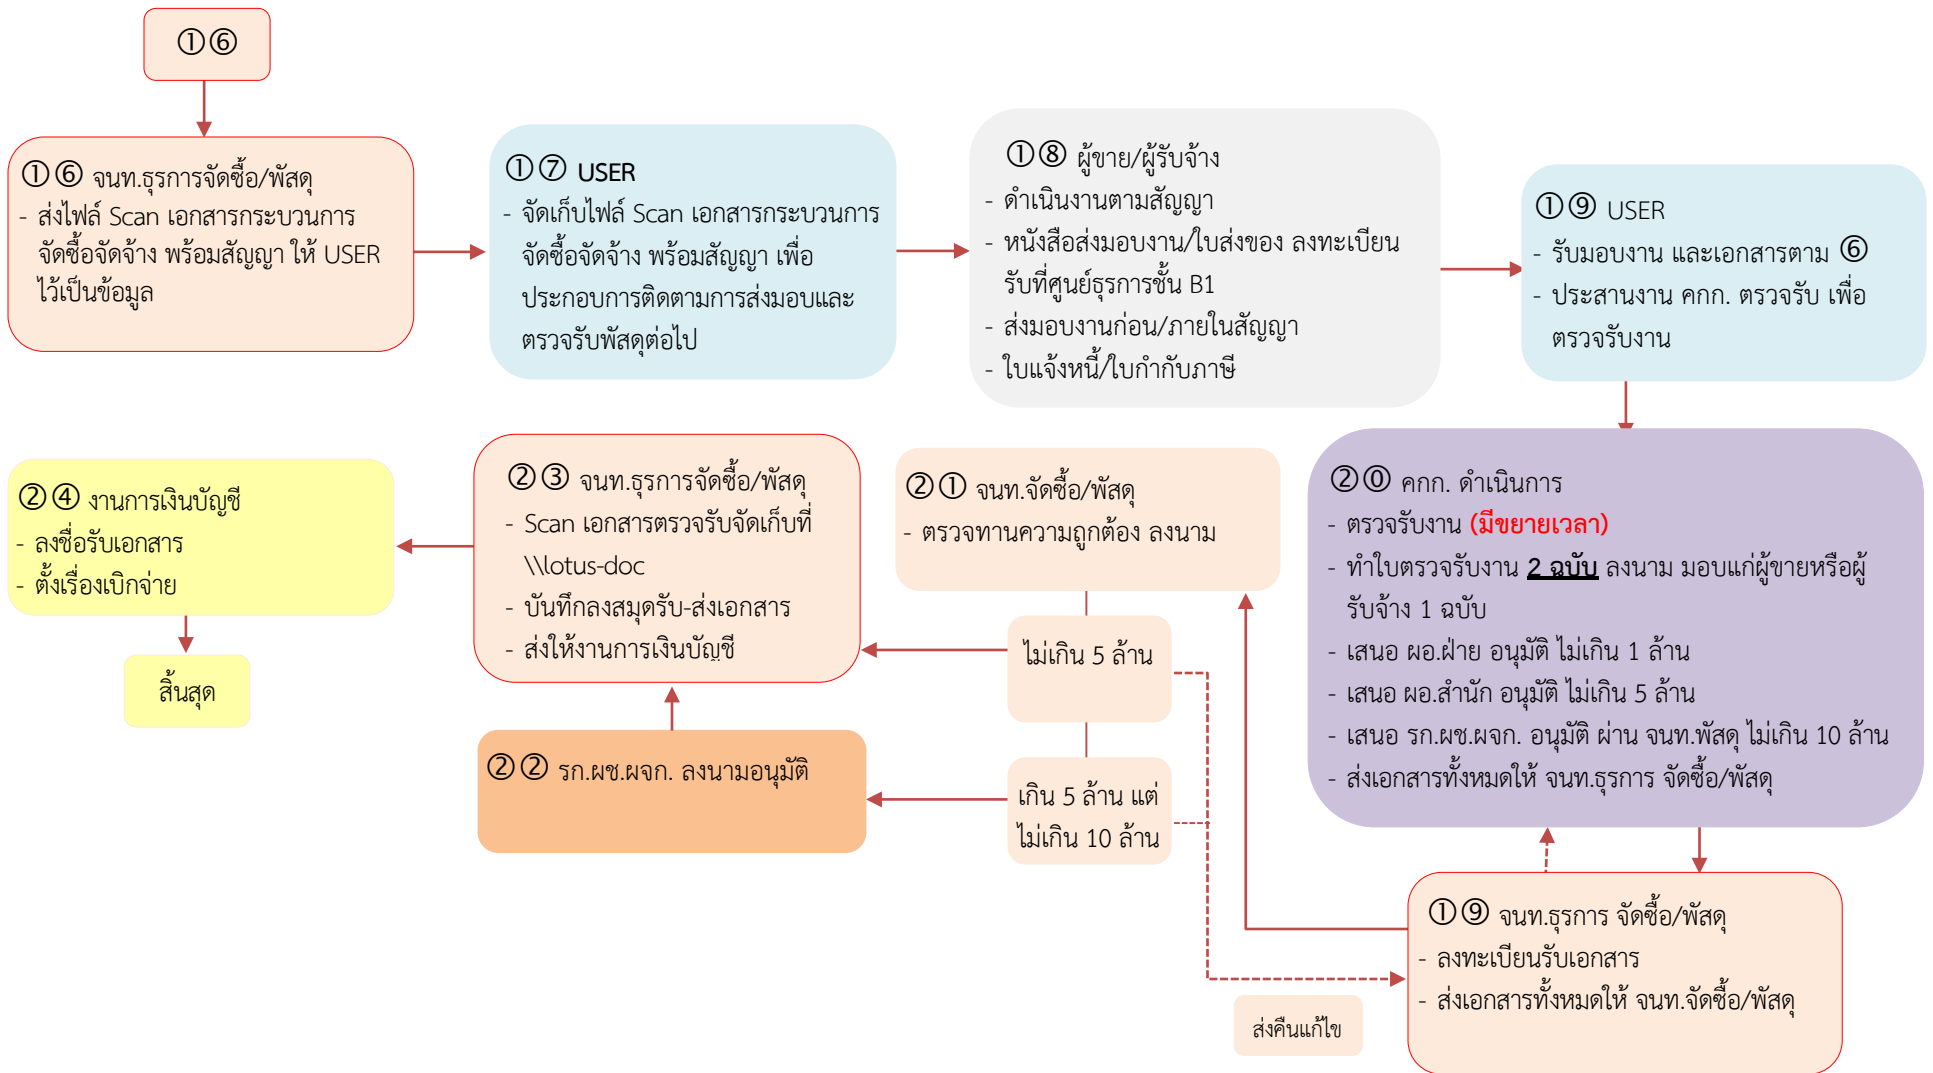 ①⑥
①⑥ จนท.ธุรการจัดซื้อ/พัสดุ
- ส่งไฟล์ Scan เอกสารกระบวนการ
จัดซื้อจัดจ้าง พร้อมสัญญา ให้ USER
ไว้เป็นข้อมูล
①⑦ USER
- จัดเก็บไฟล์ Scan เอกสารกระบวนการ
จัดซื้อจัดจ้าง พร้อมสัญญา เพื่อ
ประกอบการติดตามการส่งมอบและ
ตรวจรับพัสดุต่อไป
①⑧ ผู้ขาย/ผู้รับจ้าง
- ดำเนินงานตามสัญญา
- หนังสือส่งมอบงาน/ใบส่งของ ลงทะเบียน
รับที่ศูนย์ธุรการชั้น B1
- ส่งมอบงานก่อน/ภายในสัญญา
- ใบแจ้งหนี้/ใบกำกับภาษี
①⑨ USER
- รับมอบงาน และเอกสารตาม ⑥
- ประสานงาน คกก. ตรวจรับ เพื่อ
ตรวจรับงาน
②⓪ คกก. ดำเนินการ
- ตรวจรับงาน (มีขยายเวลา)
- ทำใบตรวจรับงาน 2 ฉบับ ลงนาม มอบแก่ผู้ขายหรือผู้
รับจ้าง 1 ฉบับ
- เสนอ ผอ.ฝ่าย อนุมัติ ไม่เกิน 1 ล้าน
- เสนอ ผอ.สำนัก อนุมัติ ไม่เกิน 5 ล้าน
- เสนอ รก.ผช.ผจก. อนุมัติ ผ่าน จนท.พัสดุ ไม่เกิน 10 ล้าน
- ส่งเอกสารทั้งหมดให้ จนท.ธุรการ จัดซื้อ/พัสดุ
①⑨ จนท.ธุรการ จัดซื้อ/พัสดุ
- ลงทะเบียนรับเอกสาร
- ส่งเอกสารทั้งหมดให้ จนท.จัดซื้อ/พัสดุ
ส่งคืนแก้ไข
②① จนท.จัดซื้อ/พัสดุ
- ตรวจทานความถูกต้อง ลงนาม
ไม่เกิน 5 ล้าน
เกิน 5 ล้าน แต่
ไม่เกิน 10 ล้าน
②② รก.ผช.ผจก. ลงนามอนุมัติ
②③ จนท.ธุรการจัดซื้อ/พัสดุ
- Scan เอกสารตรวจรับจัดเก็บที่
\\lotus-doc
- บันทึกลงสมุดรับ-ส่งเอกสาร
- ส่งให้งานการเงินบัญชี
②④ งานการเงินบัญชี
- ลงชื่อรับเอกสาร
- ตั้งเรื่องเบิกจ่าย
สิ้นสุด